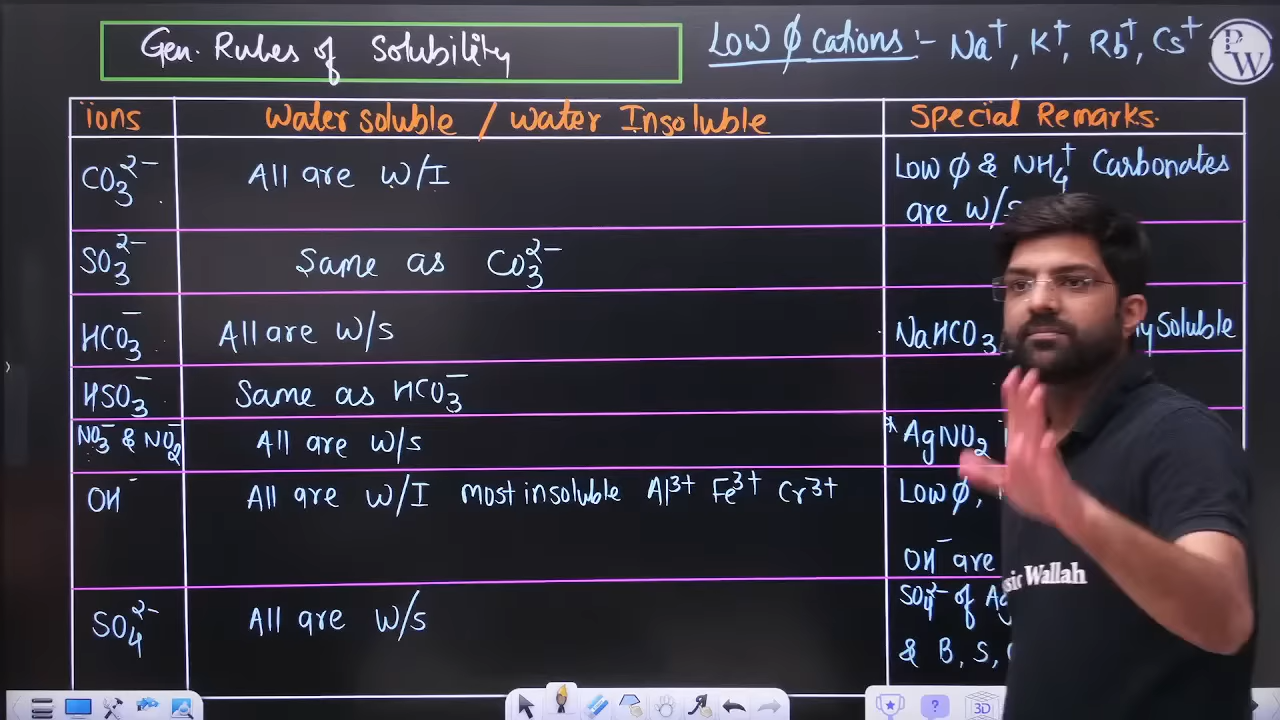 Gen. Rules of Solubility
Low ϕ cations :- Na⁺, K⁺, Rb⁺, Cs⁺
PW
ions
Water soluble / Water Insoluble
Special Remarks.
CO₃²⁻
All are W/I
Low ϕ & NH₄⁺ Carbonates
are W/s
SO₃²⁻
Same as CO₃²⁻
HCO₃⁻
All are W/s
NaHCO₃ Soluble
HSO₃⁻
Same as HCO₃⁻
NO₃⁻ & NO₂⁻
All are W/s
* AgNO₂
OH⁻
All are W/I most insoluble Al³⁺ Fe³⁺ Cr³⁺
Low ϕ,
OH⁻ are
SO₄²⁻
All are W/s
SO₄²⁻ of
& B, S,
Wallah
?
3D